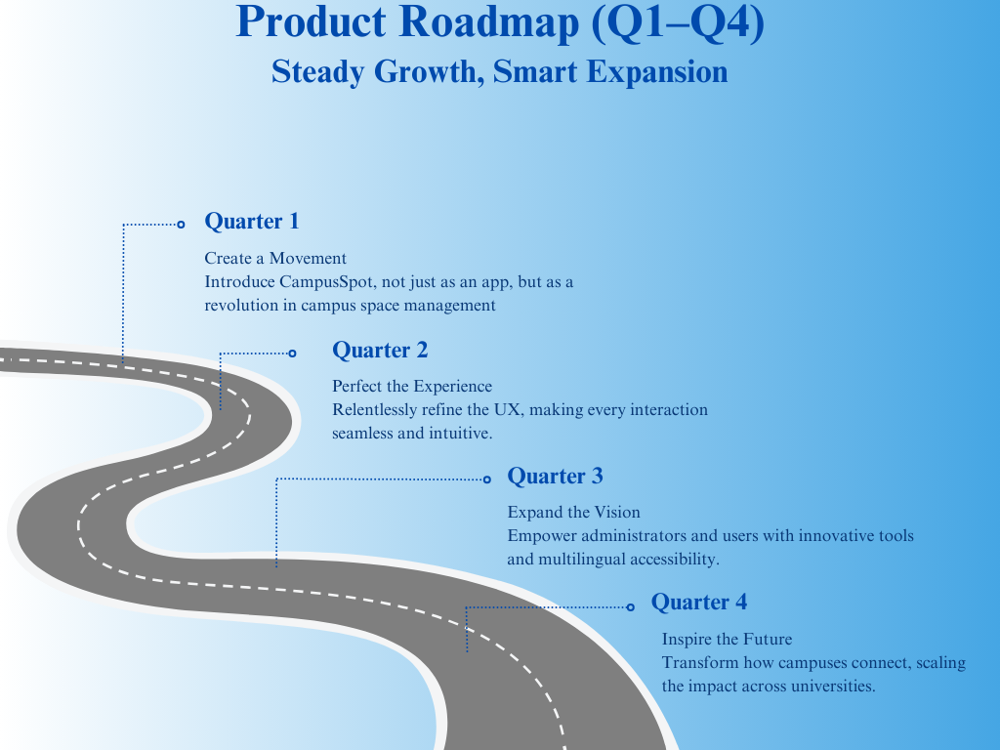 Product Roadmap (Q1–Q4)
Steady Growth, Smart Expansion
Quarter 1
Create a Movement
Introduce CampusSpot, not just as an app, but as a
revolution in campus space management
Quarter 2
Perfect the Experience
Relentlessly refine the UX, making every interaction
seamless and intuitive.
Quarter 3
Expand the Vision
Empower administrators and users with innovative tools
and multilingual accessibility.
Quarter 4
Inspire the Future
Transform how campuses connect, scaling
the impact across universities.